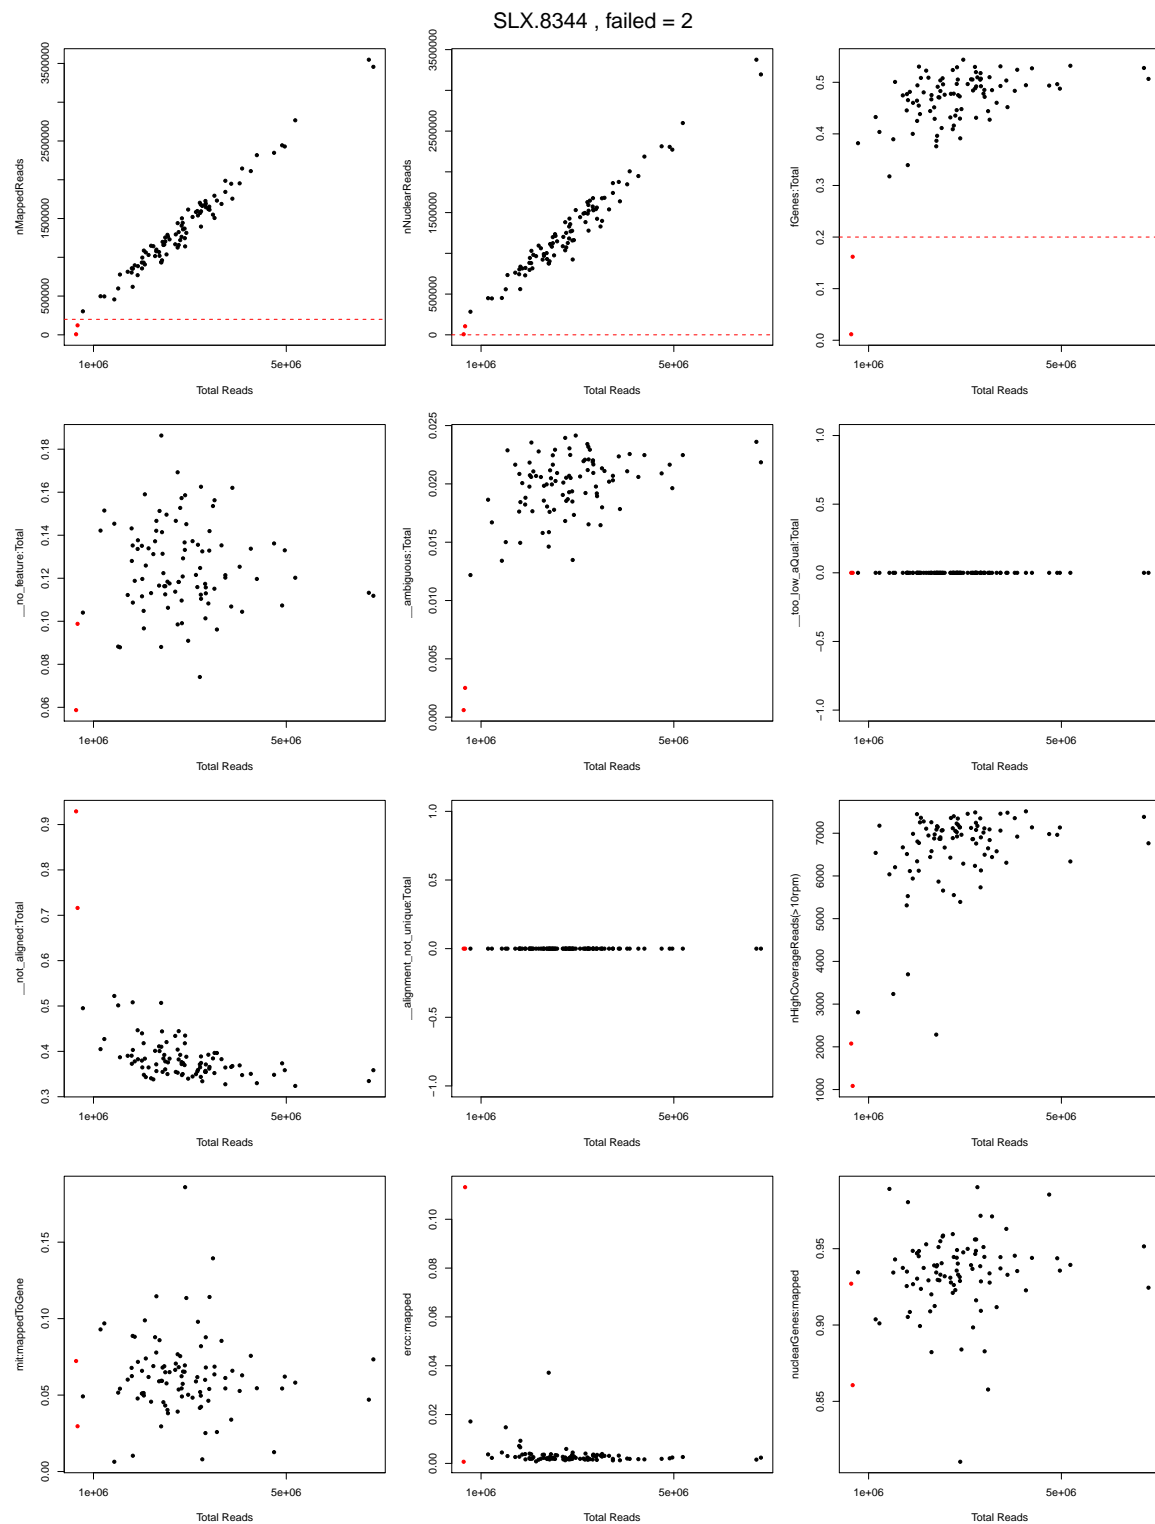 SLX.8344 , failed = 2
nMappedReads
0 500000 1500000 2500000 3500000
1e+06 5e+06
Total Reads
nNuclearReads
0 500000 1500000 2500000 3500000
1e+06 5e+06
Total Reads
fGenes:Total
0.0 0.1 0.2 0.3 0.4 0.5
1e+06 5e+06
Total Reads
__no_feature:Total
0.06 0.08 0.10 0.12 0.14 0.16 0.18
1e+06 5e+06
Total Reads
__ambiguous:Total
0.000 0.005 0.010 0.015 0.020 0.025
1e+06 5e+06
Total Reads
__too_low_aQual:Total
−1.0 −0.5 0.0 0.5 1.0
1e+06 5e+06
Total Reads
__not_aligned:Total
0.3 0.4 0.5 0.6 0.7 0.8 0.9
1e+06 5e+06
Total Reads
__alignment_not_unique:Total
−1.0 −0.5 0.0 0.5 1.0
1e+06 5e+06
Total Reads
nHighCoverageReads(>10rpm)
1000 2000 3000 4000 5000 6000 7000
1e+06 5e+06
Total Reads
mit:mappedToGene
0.00 0.05 0.10 0.15
1e+06 5e+06
Total Reads
ercc:mapped
0.00 0.02 0.04 0.06 0.08 0.10
1e+06 5e+06
Total Reads
nuclearGenes:mapped
0.85 0.90 0.95
1e+06 5e+06
Total Reads